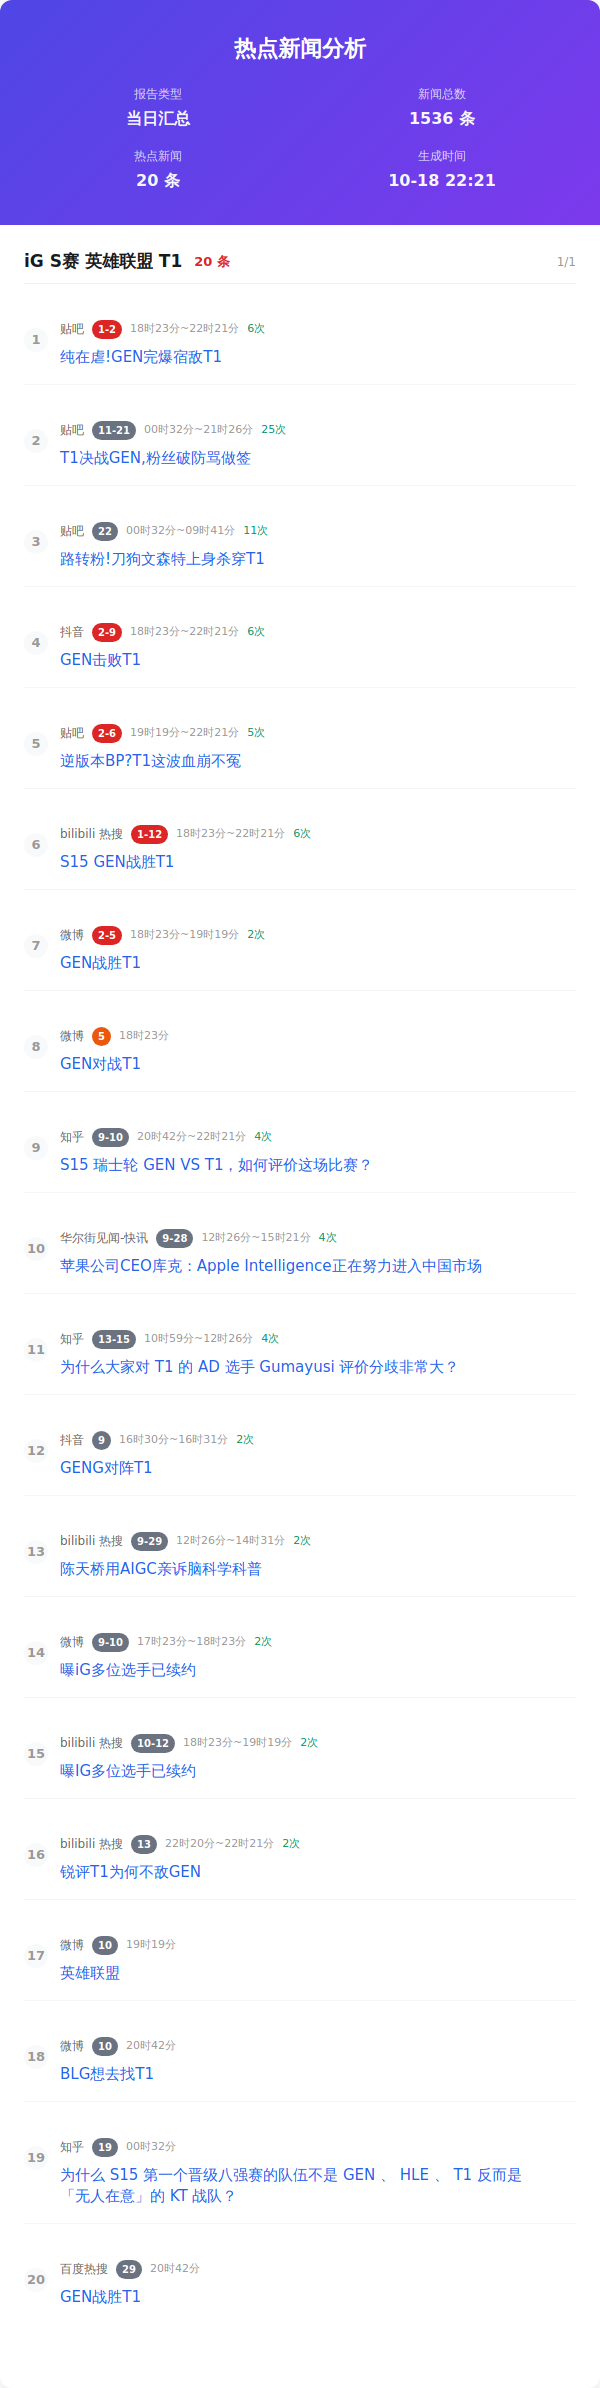 热点新闻分析
报告类型
新闻总数
当日汇总
1536 条
热点新闻
生成时间
20 条
10-18 22:21
iG S赛 英雄联盟 T1 20 条 1/1
1
贴吧 1-2 18时23分~22时21分 6次
纯在虐!GEN完爆宿敌T1
2
贴吧 11-21 00时32分~21时26分 25次
T1决战GEN,粉丝破防骂做签
3
贴吧 22 00时32分~09时41分 11次
路转粉!刀狗文森特上身杀穿T1
4
抖音 2-9 18时23分~22时21分 6次
GEN击败T1
5
贴吧 2-6 19时19分~22时21分 5次
逆版本BP?T1这波血崩不冤
6
bilibili 热搜 1-12 18时23分~22时21分 6次
S15 GEN战胜T1
7
微博 2-5 18时23分~19时19分 2次
GEN战胜T1
8
微博 5 18时23分
GEN对战T1
9
知乎 9-10 20时42分~22时21分 4次
S15 瑞士轮 GEN VS T1，如何评价这场比赛？
10
华尔街见闻-快讯 9-28 12时26分~15时21分 4次
苹果公司CEO库克：Apple Intelligence正在努力进入中国市场
11
知乎 13-15 10时59分~12时26分 4次
为什么大家对 T1 的 AD 选手 Gumayusi 评价分歧非常大？
12
抖音 9 16时30分~16时31分 2次
GENG对阵T1
13
bilibili 热搜 9-29 12时26分~14时31分 2次
陈天桥用AIGC亲诉脑科学科普
14
微博 9-10 17时23分~18时23分 2次
曝iG多位选手已续约
15
bilibili 热搜 10-12 18时23分~19时19分 2次
曝IG多位选手已续约
16
bilibili 热搜 13 22时20分~22时21分 2次
锐评T1为何不敌GEN
17
微博 10 19时19分
英雄联盟
18
微博 10 20时42分
BLG想去找T1
19
知乎 19 00时32分
为什么 S15 第一个晋级八强赛的队伍不是 GEN 、 HLE 、 T1 反而是
「无人在意」的 KT 战队？
20
百度热搜 29 20时42分
GEN战胜T1